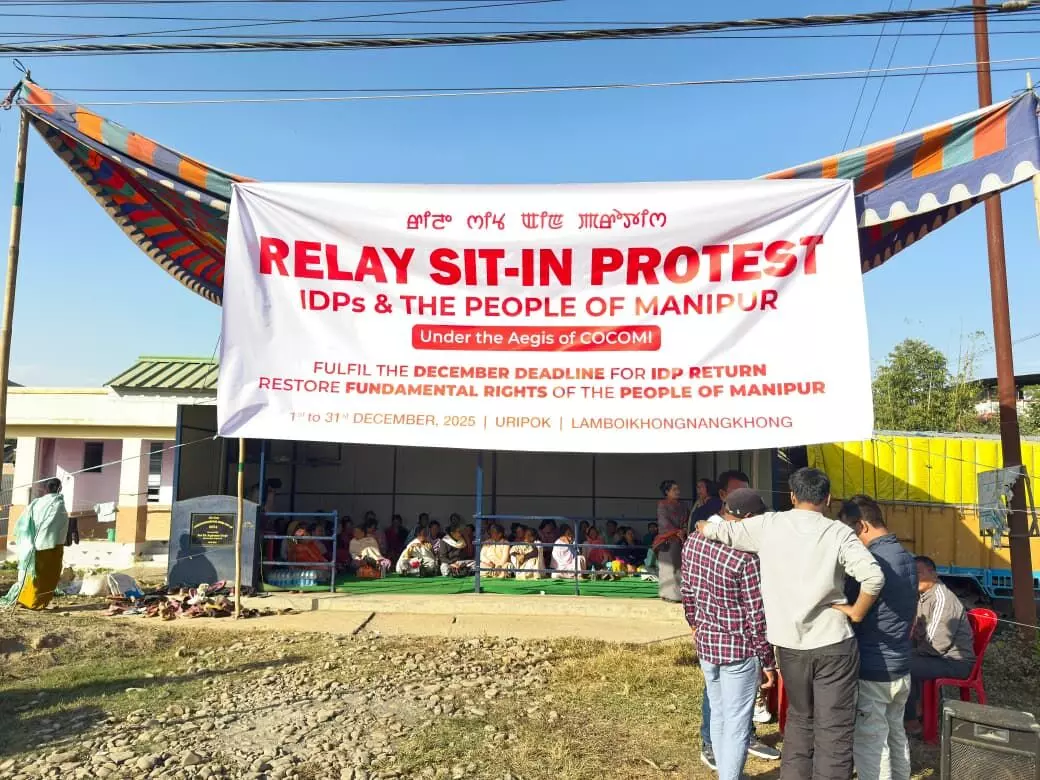 RELAY SIT-IN PROTEST
IDPs & THE PEOPLE OF MANIPUR
Under the Aegis of COCOMI
FULFIL THE DECEMBER DEADLINE FOR IDP RETURN
RESTORE FUNDAMENTAL RIGHTS OF THE PEOPLE OF MANIPUR
1st to 31st DECEMBER, 2025 | URIPOK | LAMBOIKHONGNANGKHONG